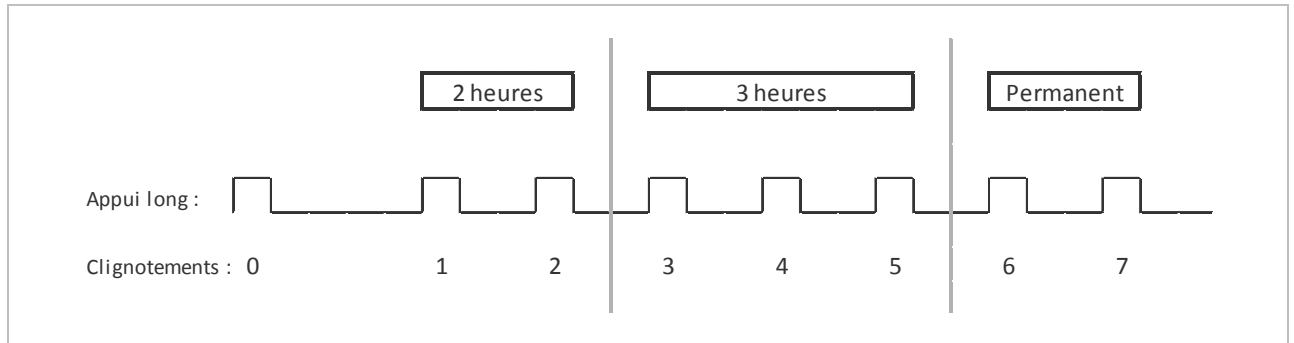 2 heures 3 heures Permanent
Appui long :
Clignotements : 0 1 2 3 4 5 6 7